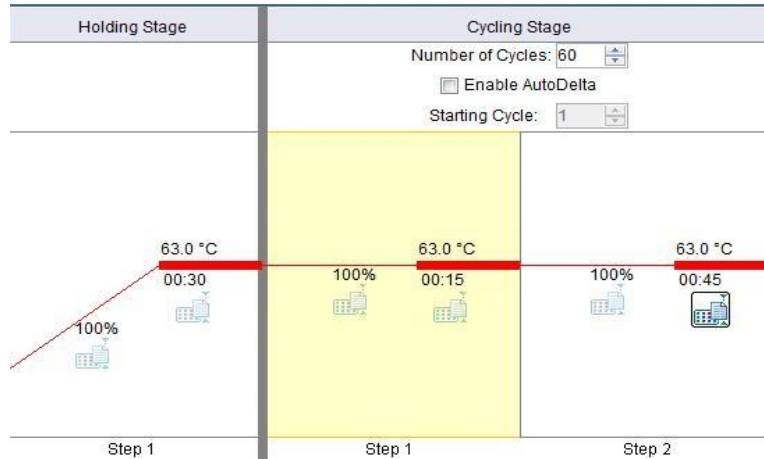 Holding Stage
Cycling Stage
Number of Cycles: 60
Enable AutoDelta
Starting Cycle: 1
63.0 °C
63.0 °C
63.0 °C
100%
00:30
100%
00:15
100%
00:45
Step 1
Step 1
Step 2